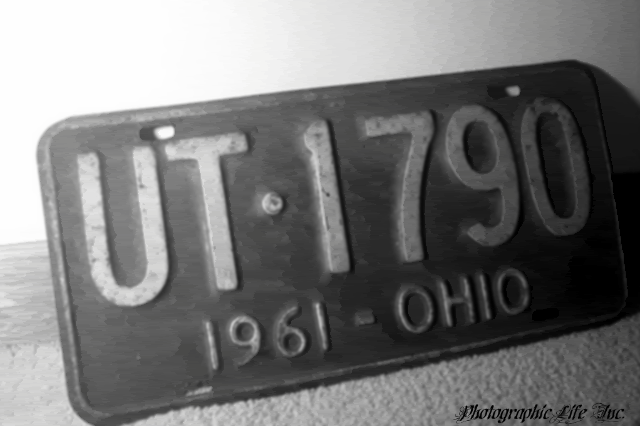 UT·1790
1961 - OHIO
Photographic Life Inc.